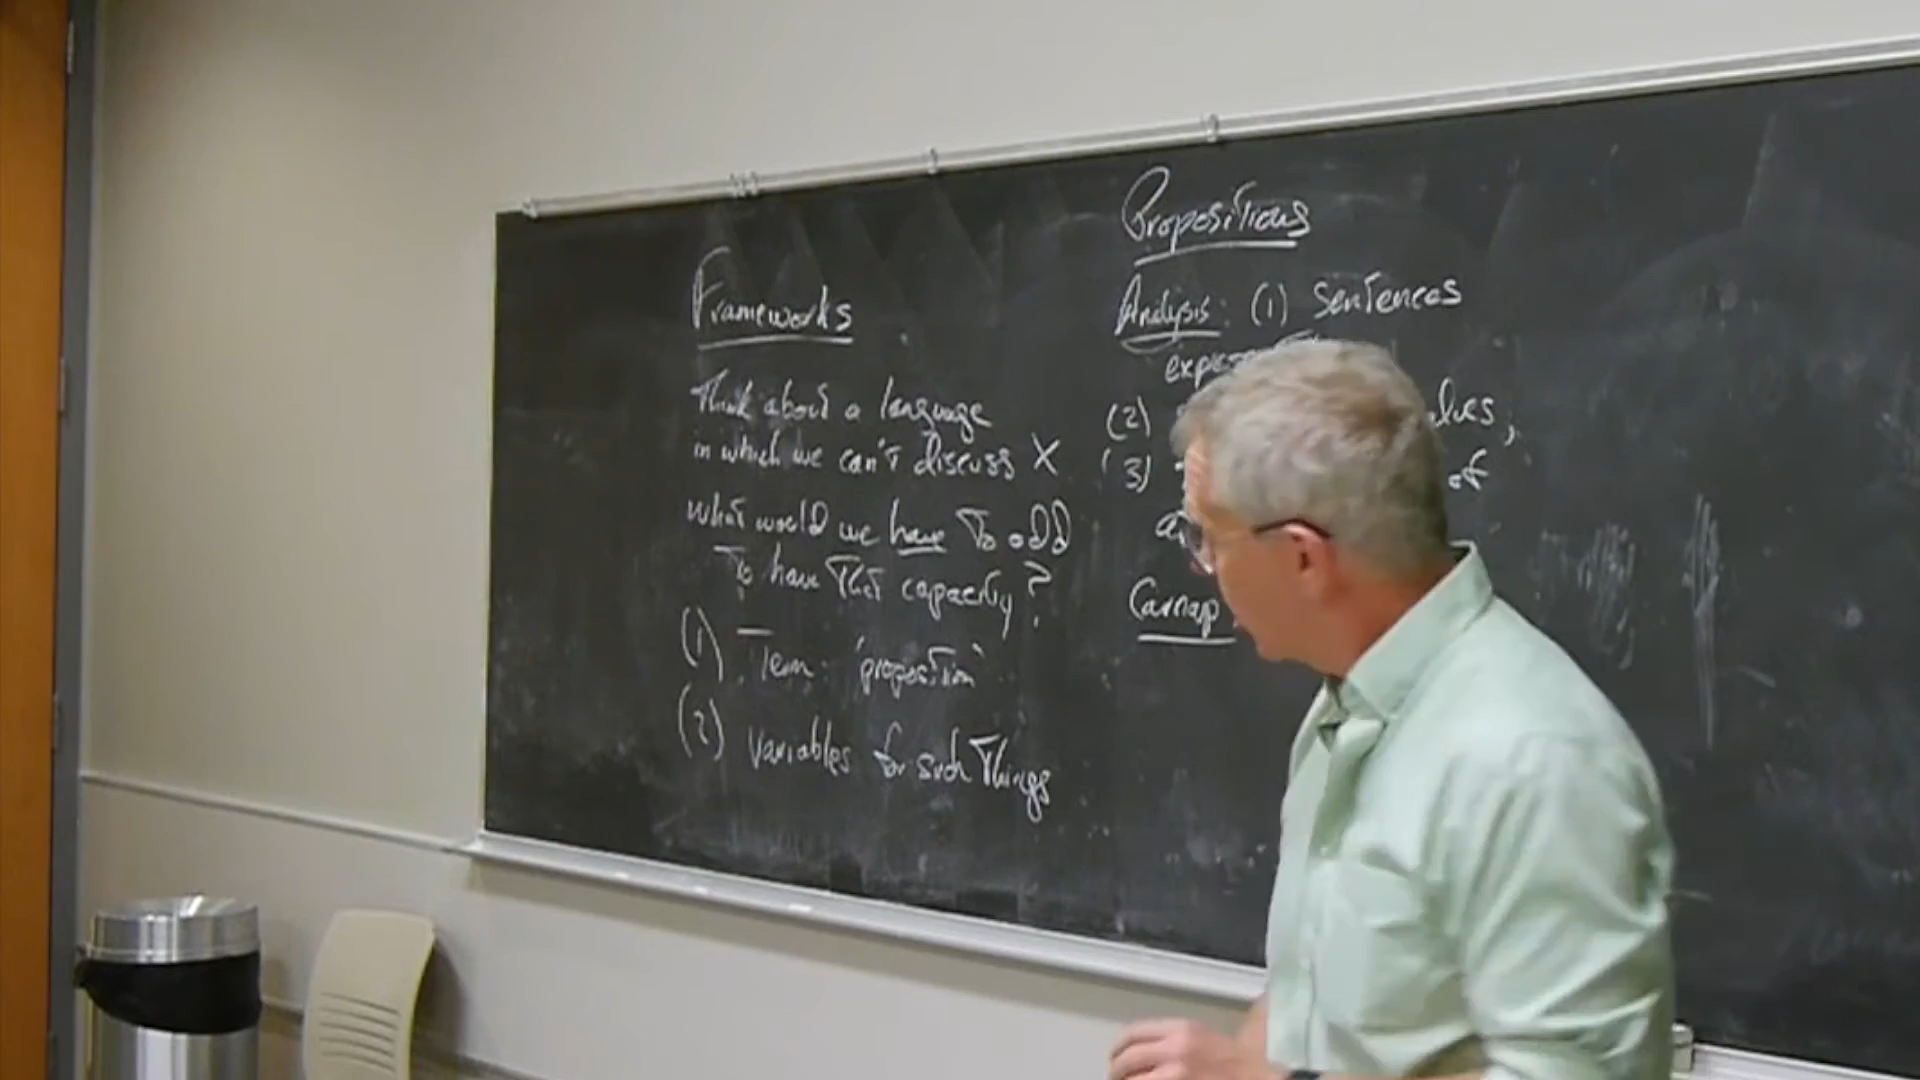 Frameworks
Think about a language
in which we can't discuss X
what would we have to add
to have that capacity?
(1) Term: 'proposition'
(2) variables for such things
Propositions
Analysis: (1) sentences
(2)
(3) of
Carnap